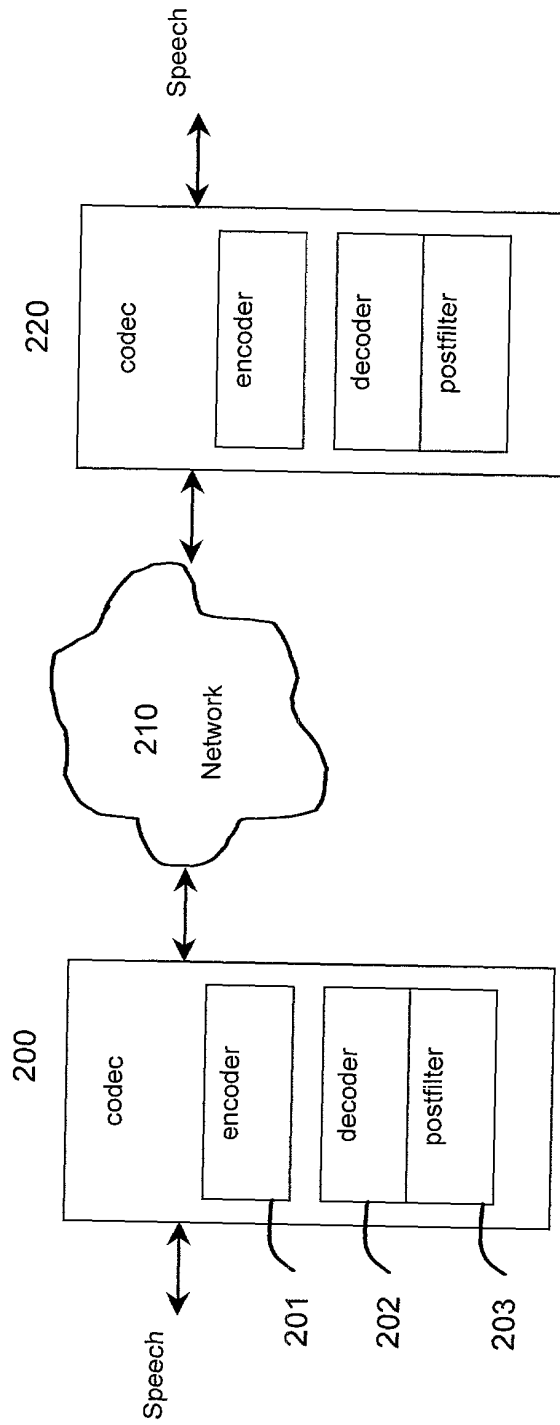 200
codec
encoder
decoder
postfilter
Speech
201
202
203
210
Network
220
codec
encoder
decoder
postfilter
Speech